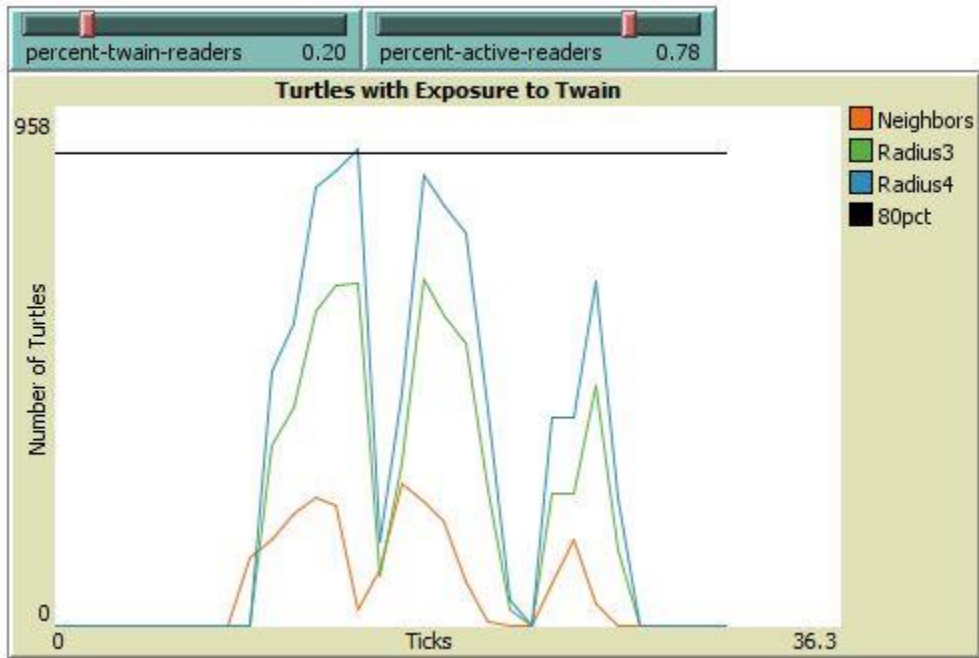 percent-twain-readers 0.20
percent-active-readers 0.78
Turtles with Exposure to Twain
958
Number of Turtles
0
0
Ticks
36.3
Neighbors
Radius3
Radius4
80pct